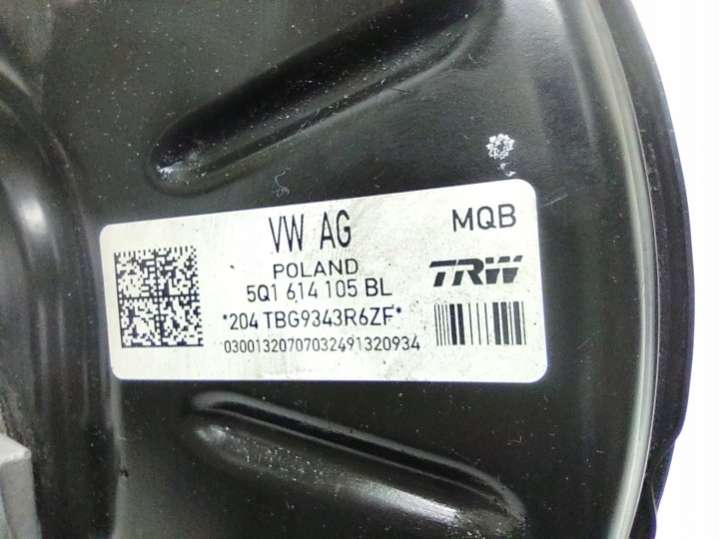 VW AG
MQB
POLAND
TRW
5Q1 614 105 BL
*204 TBG9343R6ZF*
03001320707032491320934